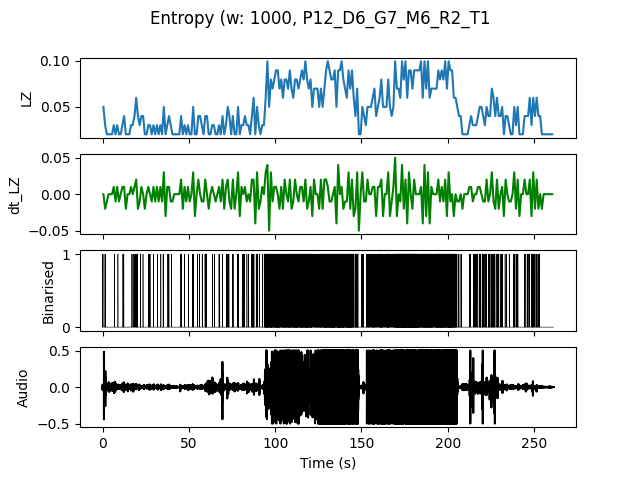 Entropy (w: 1000, P12_D6_G7_M6_R2_T1
0.10
0.05
LZ
0.05
0.00
−0.05
dt_LZ
1
0
Binarised
0.5
0.0
−0.5
Audio
0 50 100 150 200 250
Time (s)